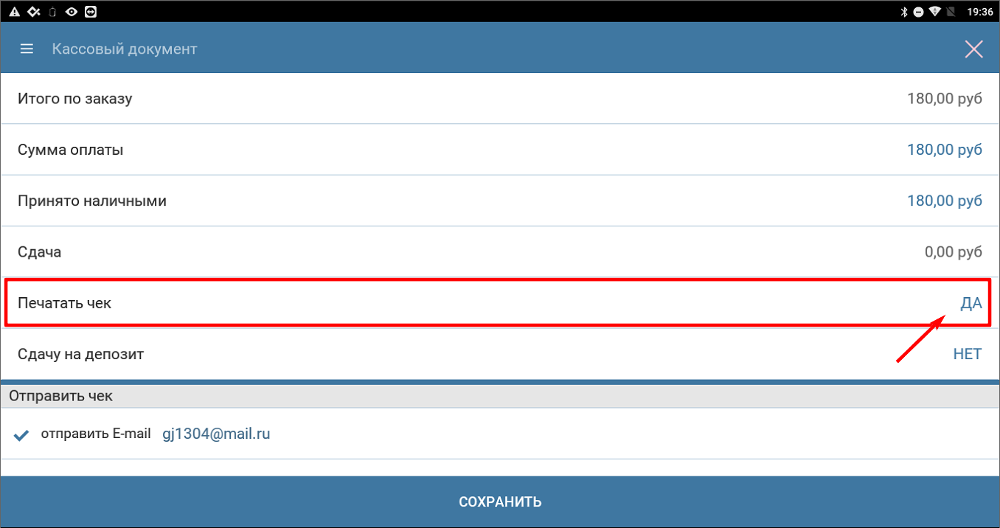 19:36
Кассовый документ
Итого по заказу 180,00 руб
Сумма оплаты 180,00 руб
Принято наличными 180,00 руб
Сдача 0,00 руб
Печатать чек ДА
Сдачу на депозит НЕТ
Отправить чек
отправить E-mail gj1304@mail.ru
СОХРАНИТЬ